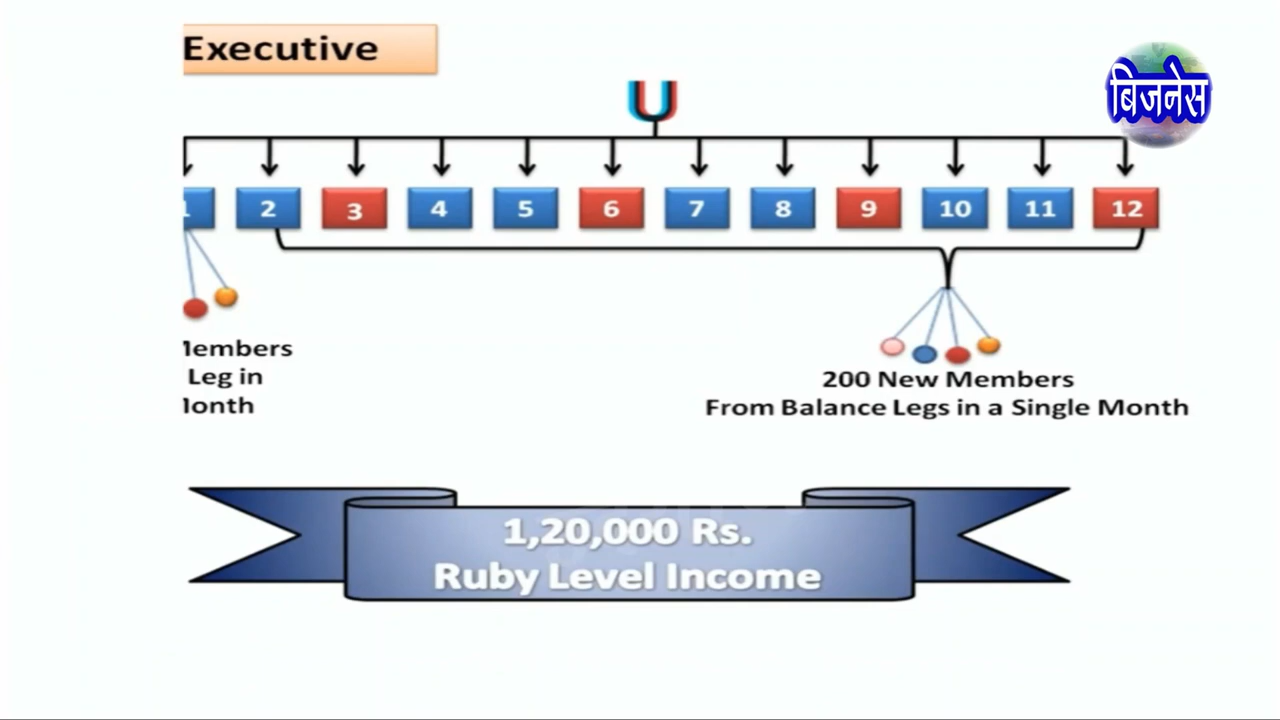 Executive
बिजनेस
U
1 2 3 4 5 6 7 8 9 10 11 12
Leg in
200 New Members
From Balance Legs in a Single Month
1,20,000 Rs.
Ruby Level Income